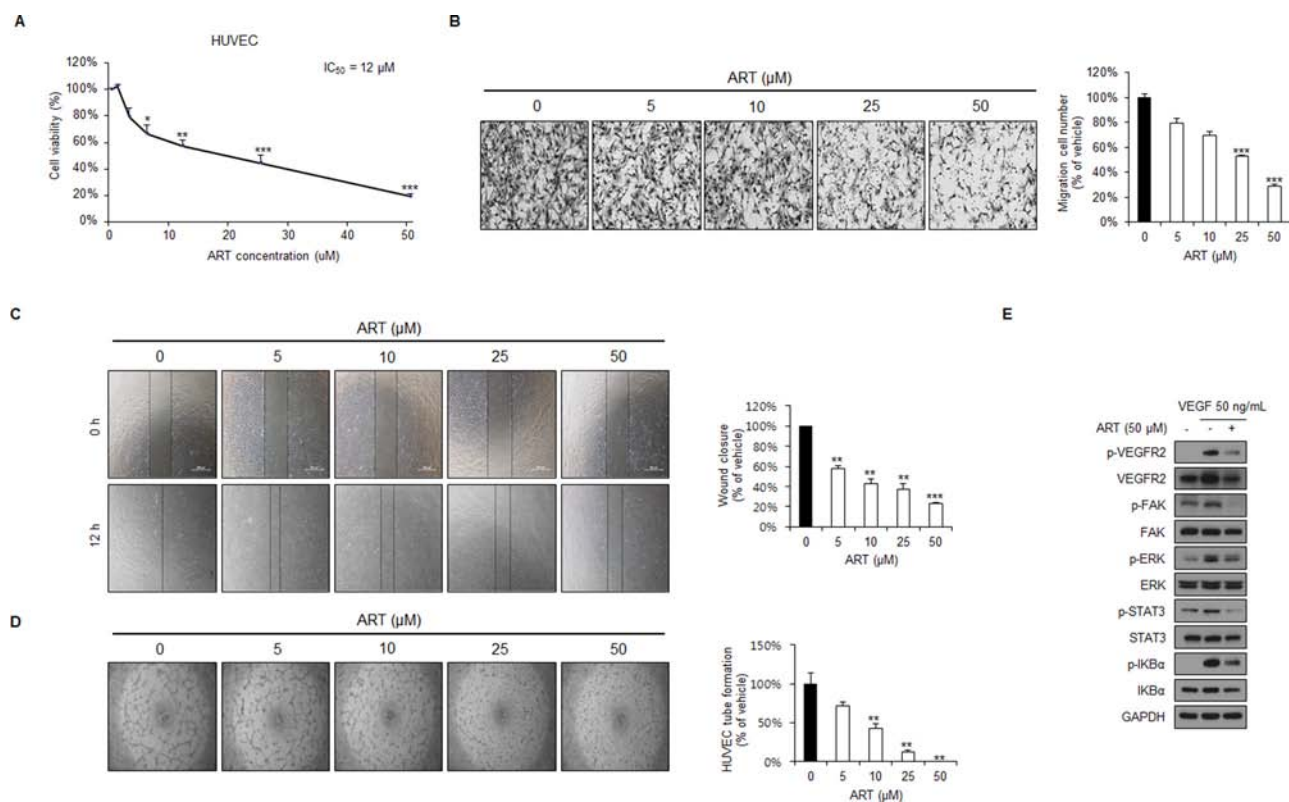 A
HUVEC
IC50 = 12 µM
Cell viability (%)
120%
100%
80%
60%
40%
20%
0%
0 10 20 30 40 50
ART concentration (uM)
* ** *** ***
B
ART (µM)
0 5 10 25 50
Migration cell number
(% of vehicle)
120%
100%
80%
60%
40%
20%
0%
*** ***
0 5 10 25 50
ART (µM)
C
ART (µM)
0 5 10 25 50
0 h
12 h
Wound closure
(% of vehicle)
120%
100%
80%
60%
40%
20%
0%
** ** ** ***
0 5 10 25 50
ART (µM)
D
ART (µM)
0 5 10 25 50
HUVEC tube formation
(% of vehicle)
150%
100%
50%
0%
** ** **
0 5 10 25 50
ART (µM)
E
VEGF 50 ng/mL
ART (50 µM) - - +
p-VEGFR2
VEGFR2
p-FAK
FAK
p-ERK
ERK
p-STAT3
STAT3
p-IKBα
IKBα
GAPDH